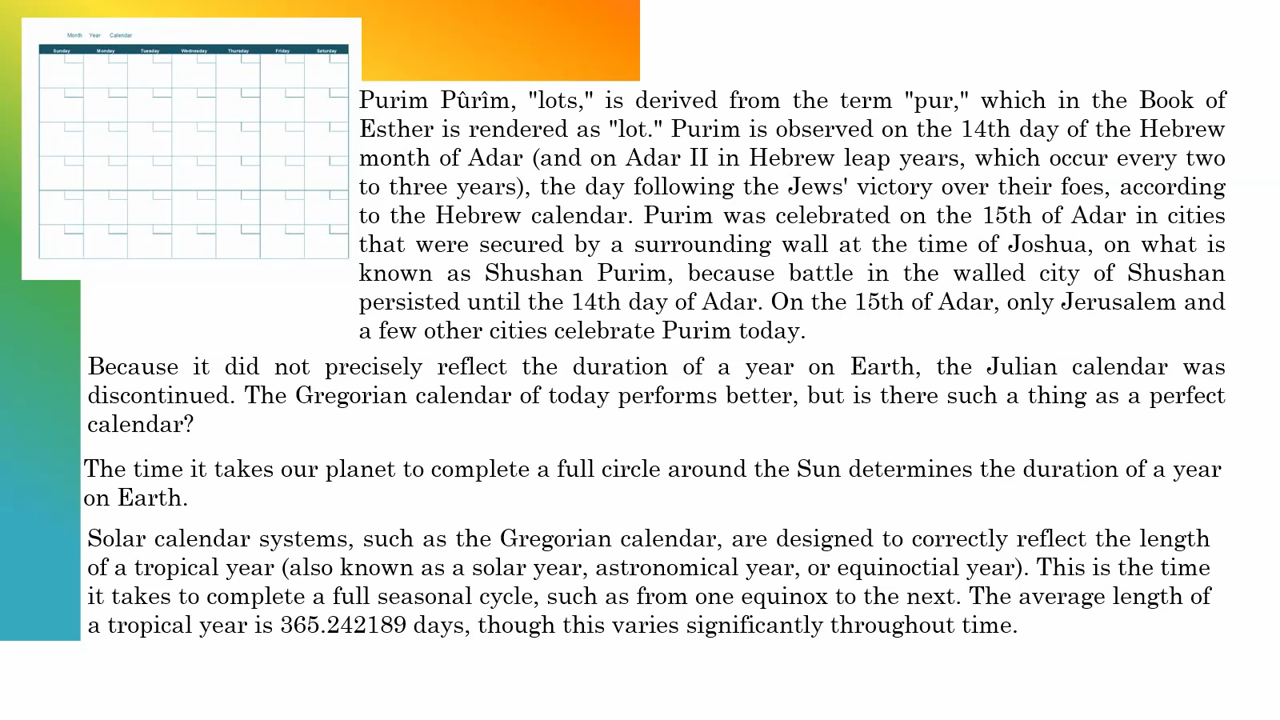 Month Year Calendar
Sunday Monday Tuesday Wednesday Thursday Friday Saturday
Purim Pûrîm, "lots," is derived from the term "pur," which in the Book of
Esther is rendered as "lot." Purim is observed on the 14th day of the Hebrew
month of Adar (and on Adar II in Hebrew leap years, which occur every two
to three years), the day following the Jews' victory over their foes, according
to the Hebrew calendar. Purim was celebrated on the 15th of Adar in cities
that were secured by a surrounding wall at the time of Joshua, on what is
known as Shushan Purim, because battle in the walled city of Shushan
persisted until the 14th day of Adar. On the 15th of Adar, only Jerusalem and
a few other cities celebrate Purim today.
Because it did not precisely reflect the duration of a year on Earth, the Julian calendar was
discontinued. The Gregorian calendar of today performs better, but is there such a thing as a perfect
calendar?
The time it takes our planet to complete a full circle around the Sun determines the duration of a year
on Earth.
Solar calendar systems, such as the Gregorian calendar, are designed to correctly reflect the length
of a tropical year (also known as a solar year, astronomical year, or equinoctial year). This is the time
it takes to complete a full seasonal cycle, such as from one equinox to the next. The average length of
a tropical year is 365.242189 days, though this varies significantly throughout time.